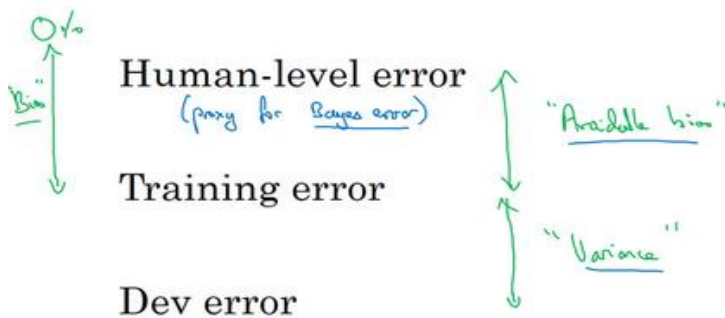 0%
Human-level error
"Bias"
(proxy for Bayes error)
"Avoidable bias"
Training error
"Variance"
Dev error